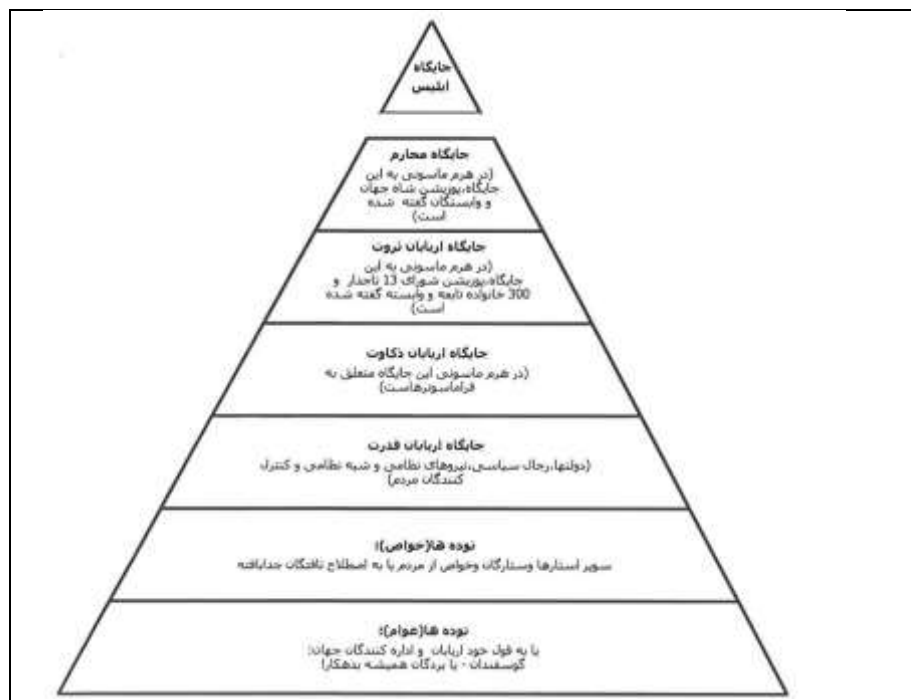 جایگاه
ابلیس
جایگاه محارم
(در هرم ماسونی به این
جایگاه،پوزیشن شاه جهان
و وابستگان گفته شده
است)
جایگاه اربابان ثروت
(در هرم ماسونی به این
جایگاه،پوزیشن شورای 13 تاجدار و
300 خانواده تابعه و وابسته گفته شده
است)
جایگاه اربابان ذکاوت
(در هرم ماسونی این جایگاه متعلق به
فراماسونرهاست)
جایگاه اربابان قدرت
(دولتها،رجال سیاسی،نیروهای نظامی و شبه نظامی و کنترل
کنندگان مردم)
توده ها(خواص):
سوپر استارها وستارگان وخواص از مردم یا به اصطلاح تافتگان جدابافته
توده ها(عوام):
یا به قول خود اربابان و اداره کنندگان جهان:
گوسفندان - یا بردگان همیشه بدهکار!